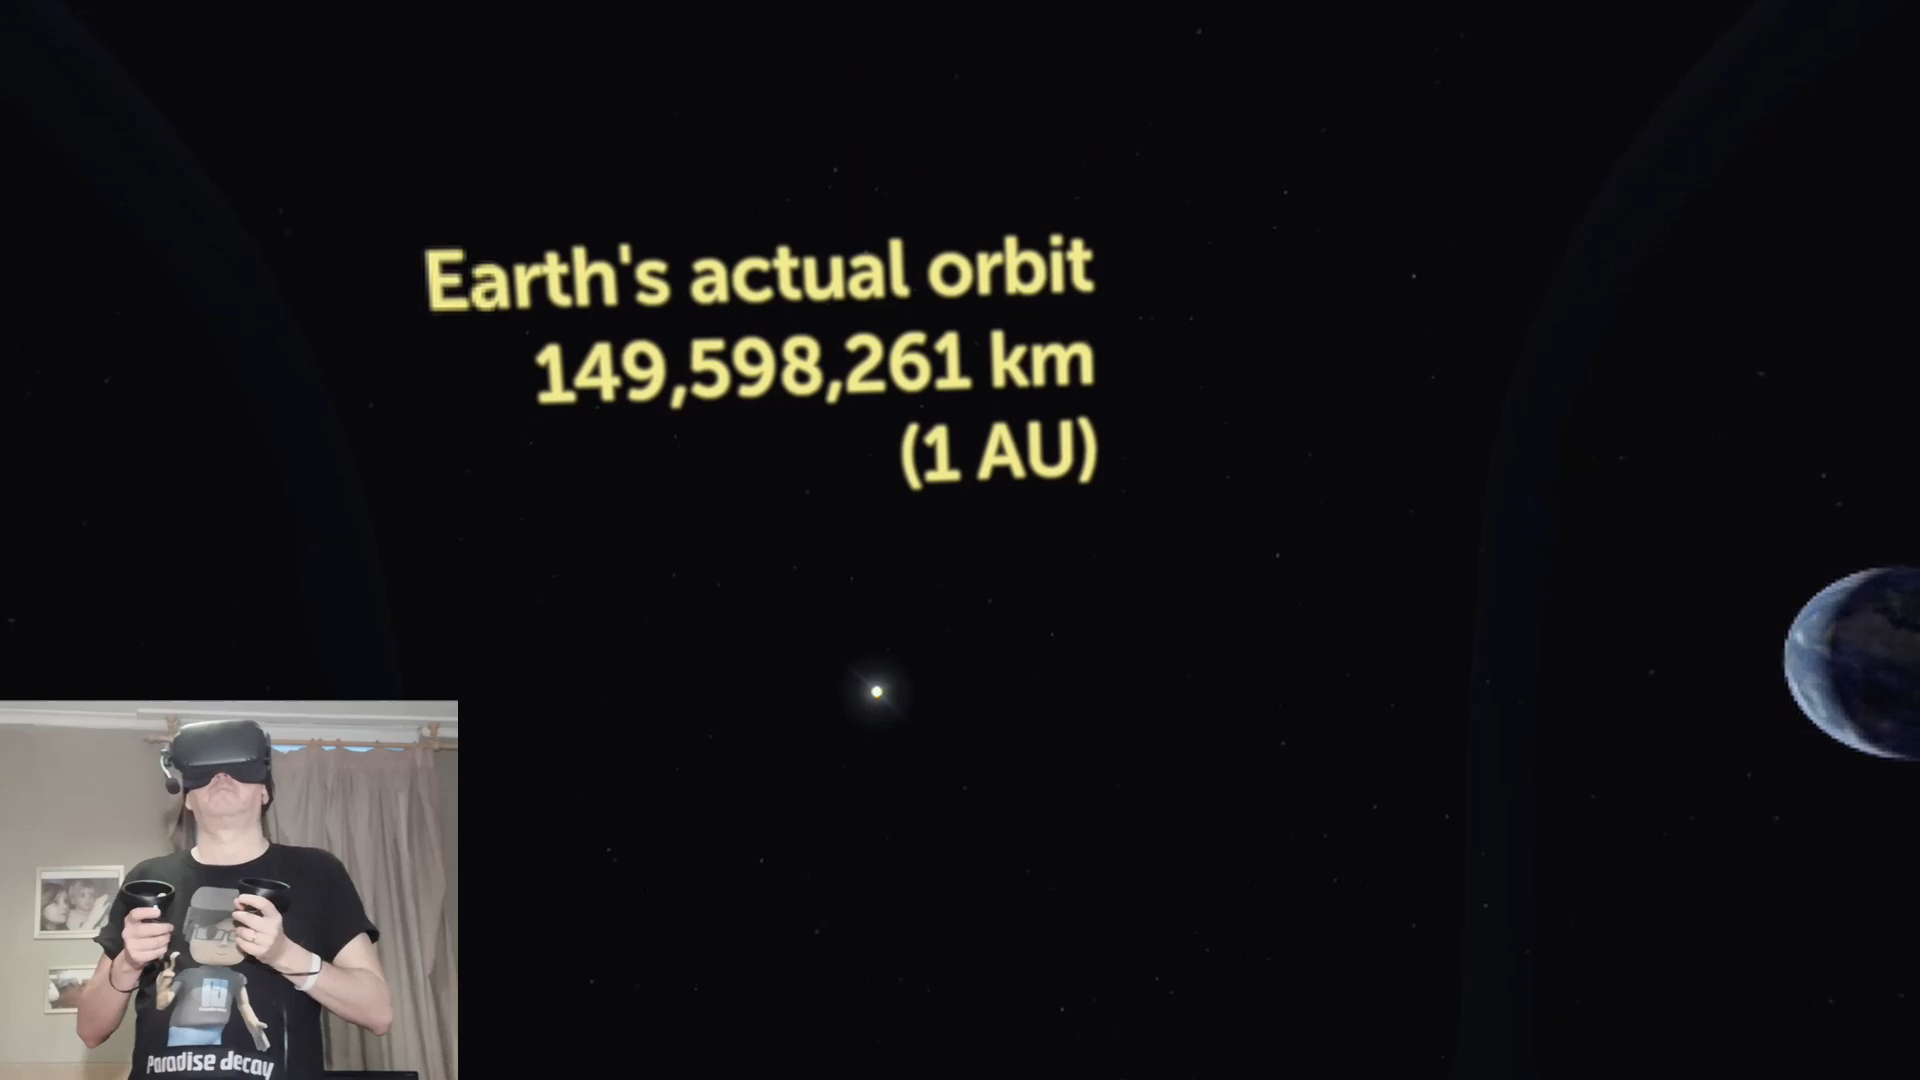 Earth's actual orbit
149,598,261 km
(1 AU)
Paradise decay